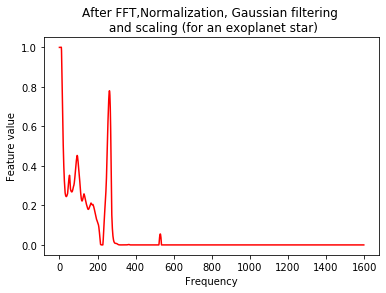 After FFT,Normalization, Gaussian filtering
and scaling (for an exoplanet star)
1.0
0.8
0.6
0.4
0.2
0.0
Feature value
0 200 400 600 800 1000 1200 1400 1600
Frequency